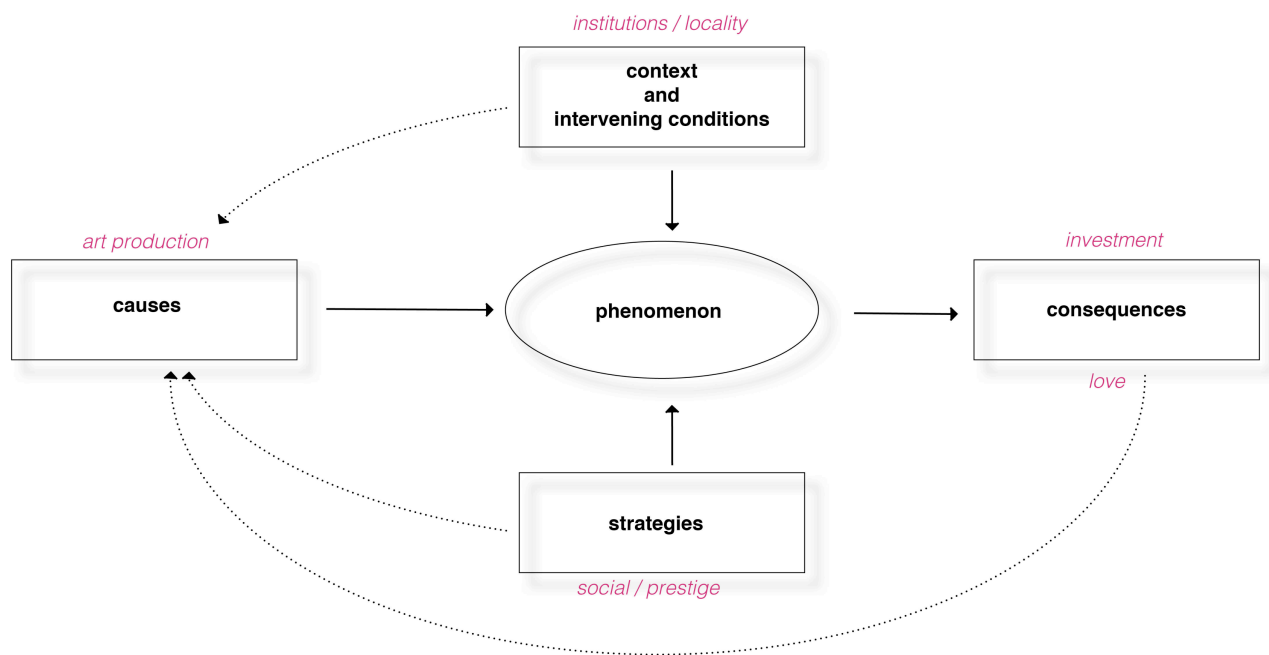 institutions / locality
context
and
intervening conditions
art production
investment
causes
phenomenon
consequences
love
strategies
social / prestige